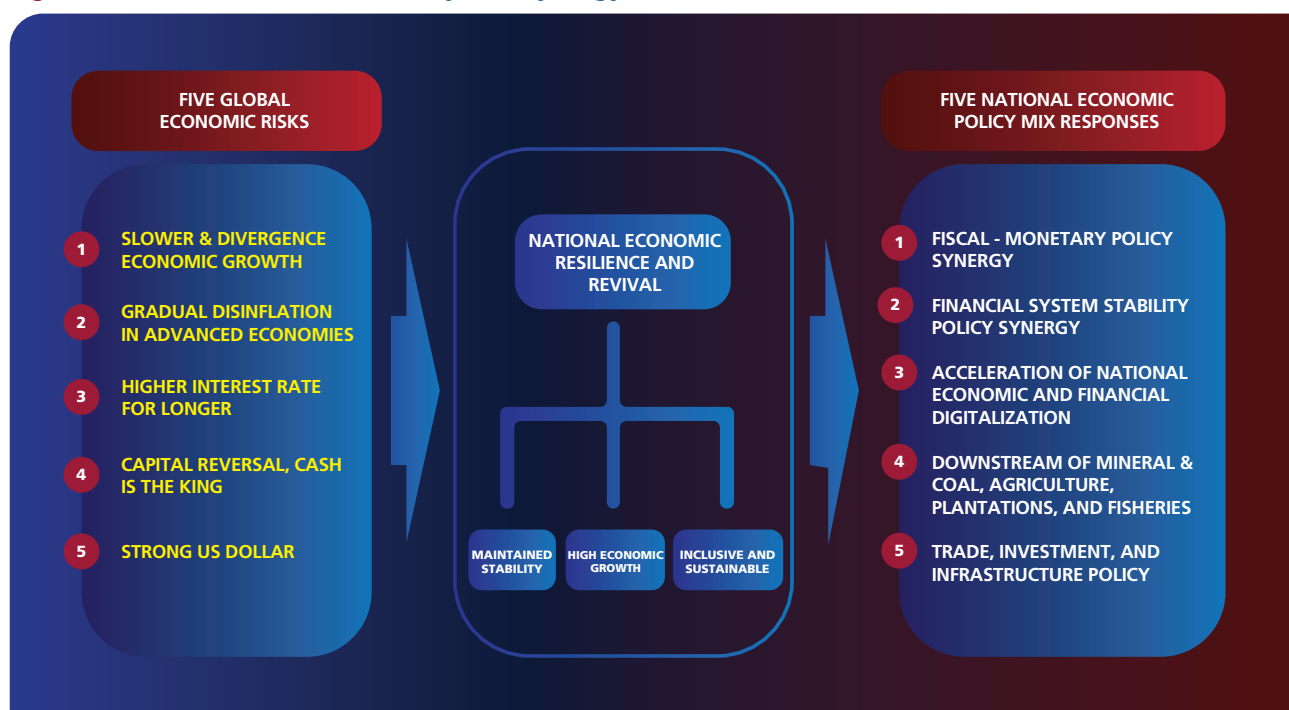 FIVE GLOBAL
ECONOMIC RISKS
1
SLOWER & DIVERGENCE
ECONOMIC GROWTH
2
GRADUAL DISINFLATION
IN ADVANCED ECONOMIES
3
HIGHER INTEREST RATE
FOR LONGER
4
CAPITAL REVERSAL, CASH
IS THE KING
5
STRONG US DOLLAR
NATIONAL ECONOMIC
RESILIENCE AND
REVIVAL
MAINTAINED
STABILITY
HIGH ECONOMIC
GROWTH
INCLUSIVE AND
SUSTAINABLE
FIVE NATIONAL ECONOMIC
POLICY MIX RESPONSES
1
FISCAL - MONETARY POLICY
SYNERGY
2
FINANCIAL SYSTEM STABILITY
POLICY SYNERGY
3
ACCELERATION OF NATIONAL
ECONOMIC AND FINANCIAL
DIGITALIZATION
4
DOWNSTREAM OF MINERAL &
COAL, AGRICULTURE,
PLANTATIONS, AND FISHERIES
5
TRADE, INVESTMENT, AND
INFRASTRUCTURE POLICY